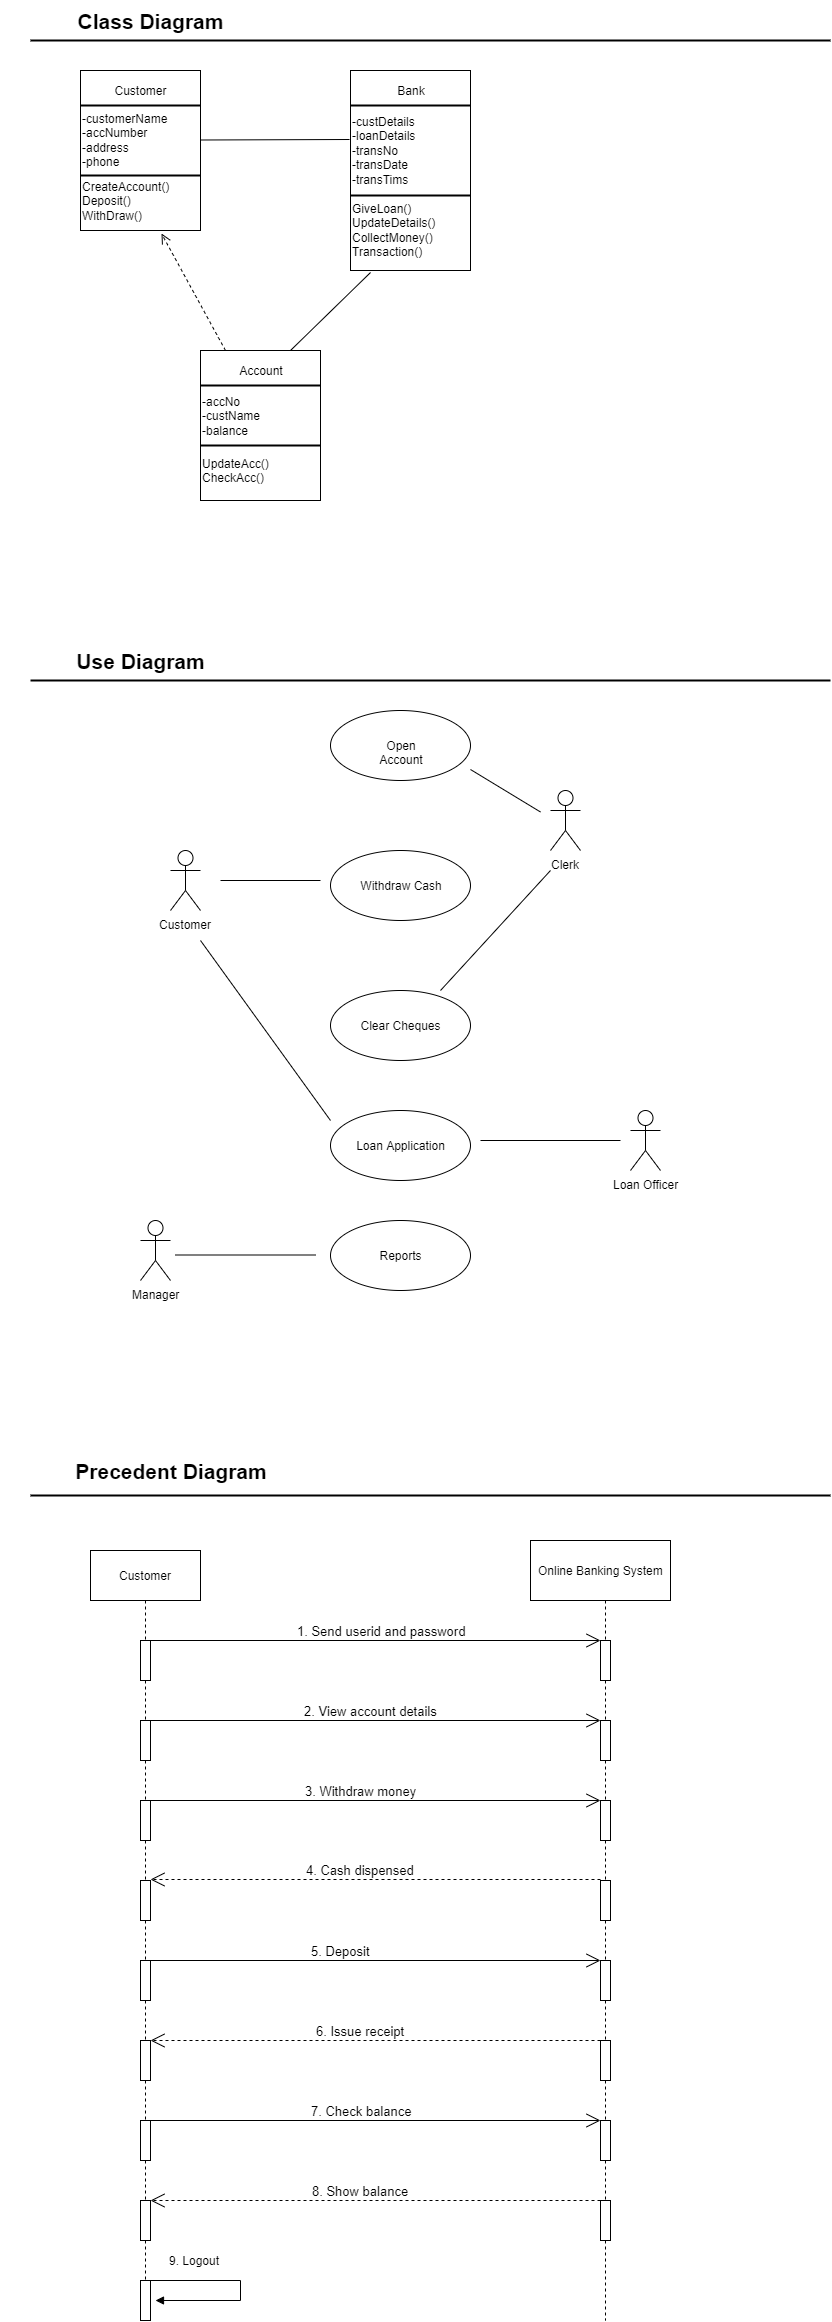 Class Diagram
Customer
-customerName
-accNumber
-address
-phone
CreateAccount()
Deposit()
WithDraw()
Bank
-custDetails
-loanDetails
-transNo
-transDate
-transTims
GiveLoan()
UpdateDetails()
CollectMoney()
Transaction()
Account
-accNo
-custName
-balance
UpdateAcc()
CheckAcc()
Use Diagram
Open
Account
Clerk
Withdraw Cash
Customer
Clear Cheques
Loan Application
Loan Officer
Reports
Manager
Precedent Diagram
Customer
Online Banking System
1. Send userid and password
2. View account details
3. Withdraw money
4. Cash dispensed
5. Deposit
6. Issue receipt
7. Check balance
8. Show balance
9. Logout